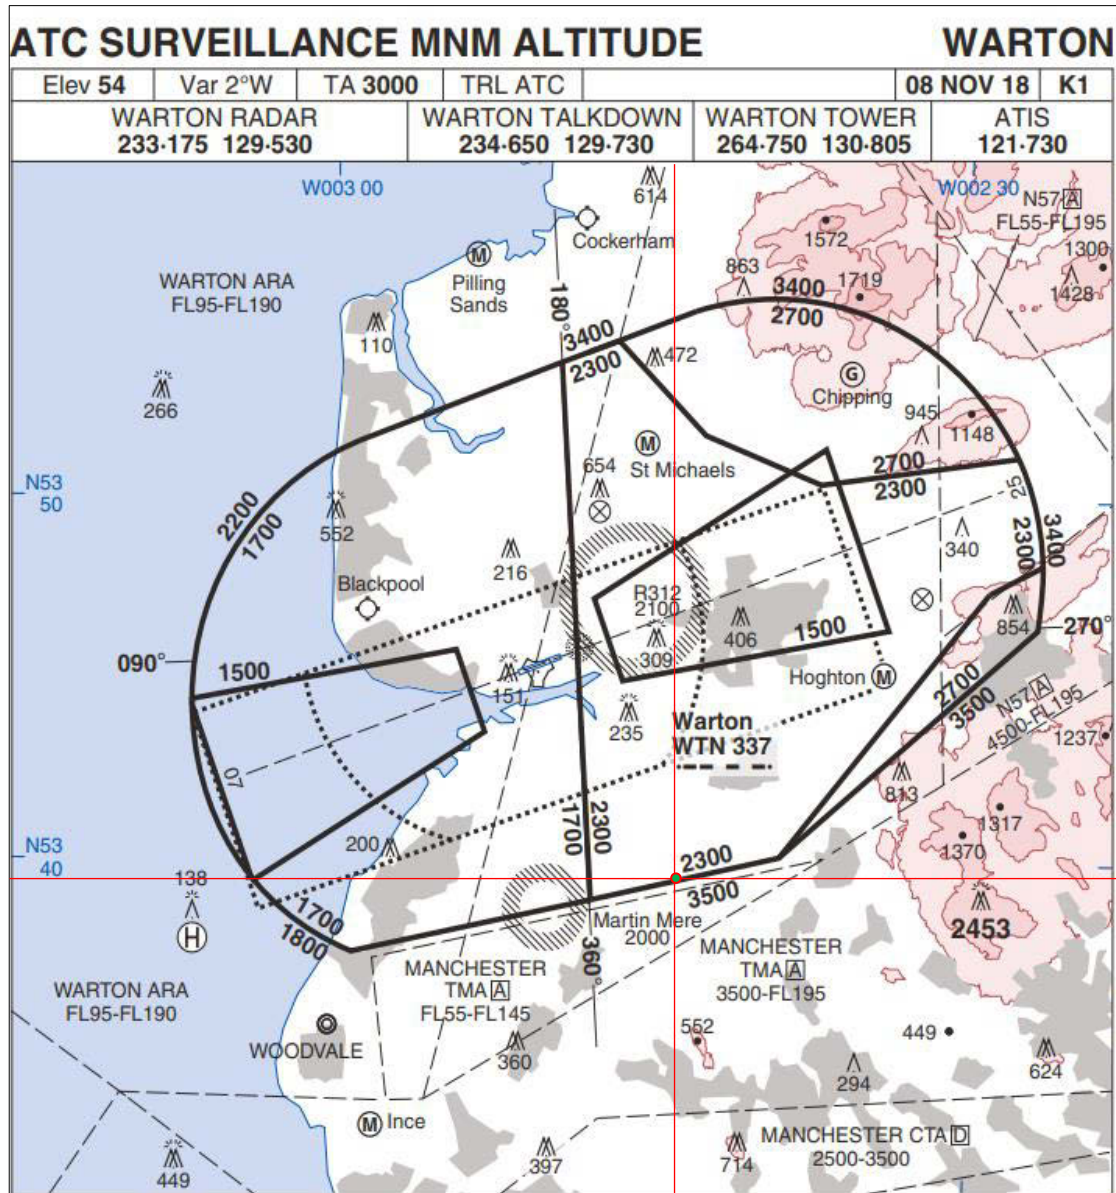 ATC SURVEILLANCE MNM ALTITUDE WARTON
Elev 54 Var 2°W TA 3000 TRL ATC 08 NOV 18 K1
WARTON RADAR
233·175 129·530
WARTON TALKDOWN
234·650 129·730
WARTON TOWER
264·750 130·805
ATIS
121·730
W003 00
614
W002 30
N57 A
FL55-FL195
Cockerham
1572
1300
M
Pilling
Sands
863
1719
1428
WARTON ARA
FL95-FL190
180°
3400
2700
110
3400
2300
472
G
Chipping
266
945
1148
M
St Michaels
2700
2300
654
N53
50
25
2200
1700
552
216
340
2300
3400
Blackpool
R312
2100
854
406
309
1500
270°
090°
1500
151
Hoghton M
2700
3500
N57 A
4500-FL195
235
Warton
WTN 337
1237
07
813
1700
2300
1317
N53
40
200
1370
2300
3500
138
H
1700
1800
Martin Mere
2000
2453
360°
MANCHESTER
TMA A
FL55-FL145
MANCHESTER
TMA A
3500-FL195
WARTON ARA
FL95-FL190
WOODVALE
552
449
360
294
624
M Ince
MANCHESTER CTA D
2500-3500
449
397
714